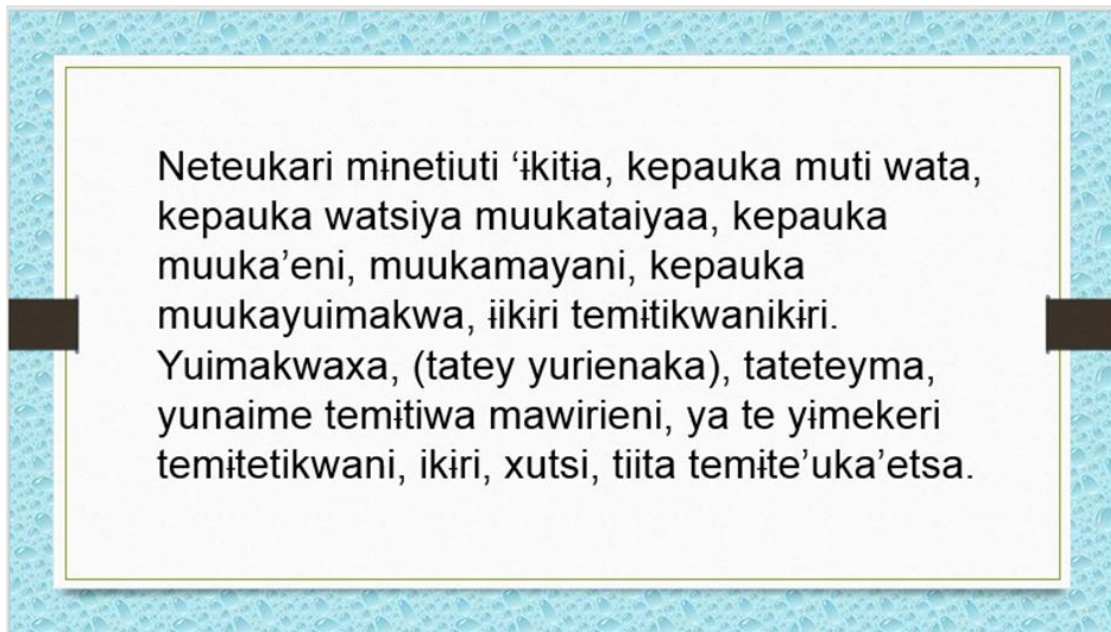 Neteukari mɨnetiuti ‘ɨkitɨa, kepauka muti wata,
kepauka watsiya muukataiyaa, kepauka
muuka’eni, muukamayani, kepauka
muukayuimakwa, ɨikɨri temɨtikwanikɨri.
Yuimakwaxa, (tatey yurienaka), tateteyma,
yunaime temɨtiwa mawirieni, ya te yɨmekeri
temɨtetikwani, ikɨri, xutsi, tiita temɨte’uka’etsa.